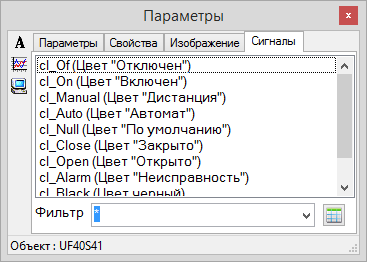 Параметры
x
A
Параметры Свойства Изображение Сигналы
cl_Of (Цвет "Отключен")
cl_On (Цвет "Включен")
cl_Manual (Цвет "Дистанция)
cl_Auto (Цвет "Автомат")
cl_Null (Цвет "По умолчанию")
cl_Close (Цвет "Закрыто")
cl_Open (Цвет "Открыто")
cl_Alarm (Цвет "Неисправность")
cl_Black (Цвет черный)
Фильтр *
Объект : UF40S41